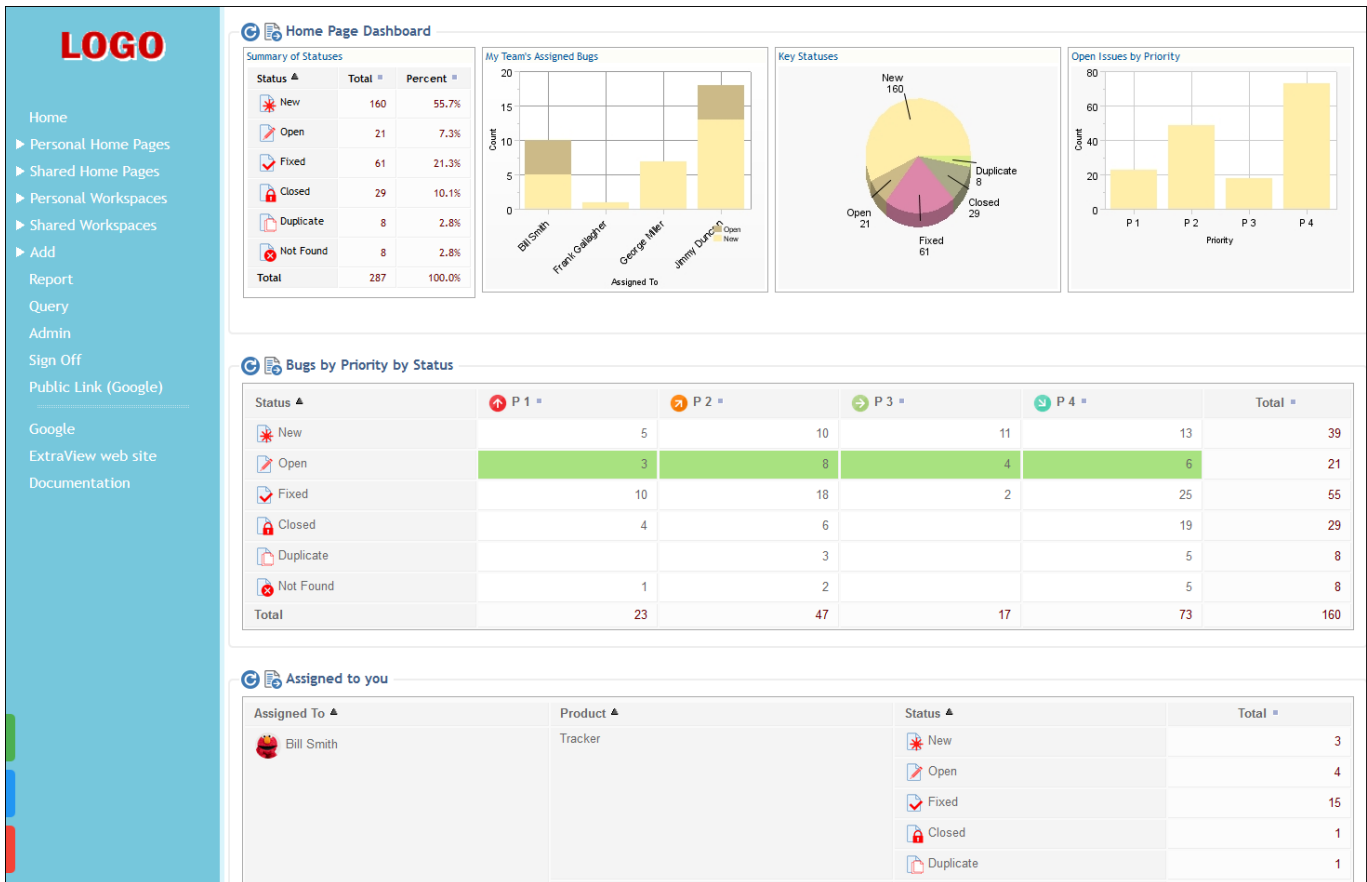 LOGO
Home
Personal Home Pages
Shared Home Pages
Personal Workspaces
Shared Workspaces
Add
Report
Query
Admin
Sign Off
Public Link (Google)
Google
ExtraView web site
Documentation
Home Page Dashboard
Summary of Statuses
Status Total Percent
New 160 55.7%
Open 21 7.3%
Fixed 61 21.3%
Closed 29 10.1%
Duplicate 8 2.8%
Not Found 8 2.8%
Total 287 100.0%
My Team's Assigned Bugs
20
15
10
5
0
Count
Bill Smith
Frank Gallagher
George Miller
Jimmy Duncan
Open
New
Assigned To
Key Statuses
New
160
Duplicate
8
Closed
29
Open
21
Fixed
61
Open Issues by Priority
80
60
40
20
0
Count
P 1 P 2 P 3 P 4
Priority
Bugs by Priority by Status
Status P 1 P 2 P 3 P 4 Total
New 5 10 11 13 39
Open 3 8 4 6 21
Fixed 10 18 2 25 55
Closed 4 6 19 29
Duplicate 3 5 8
Not Found 1 2 5 8
Total 23 47 17 73 160
Assigned to you
Assigned To Product Status Total
Bill Smith Tracker New 3
Open 4
Fixed 15
Closed 1
Duplicate 1